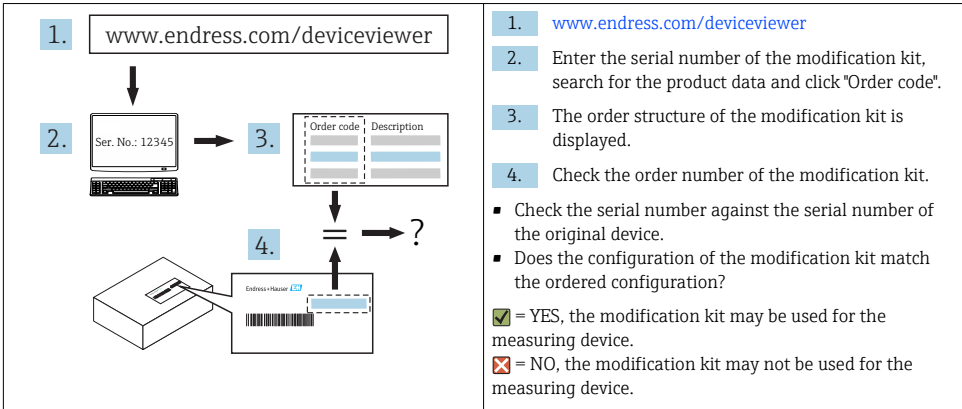 1. www.endress.com/deviceviewer
2. Ser. No.: 12345
3. Order code Description
= ?
4.
Endress+Hauser EH
1. www.endress.com/deviceviewer
2. Enter the serial number of the modification kit,
search for the product data and click "Order code".
3. The order structure of the modification kit is
displayed.
4. Check the order number of the modification kit.
▪ Check the serial number against the serial number of
the original device.
▪ Does the configuration of the modification kit match
the ordered configuration?
☑ = YES, the modification kit may be used for the
measuring device.
☒ = NO, the modification kit may not be used for the
measuring device.